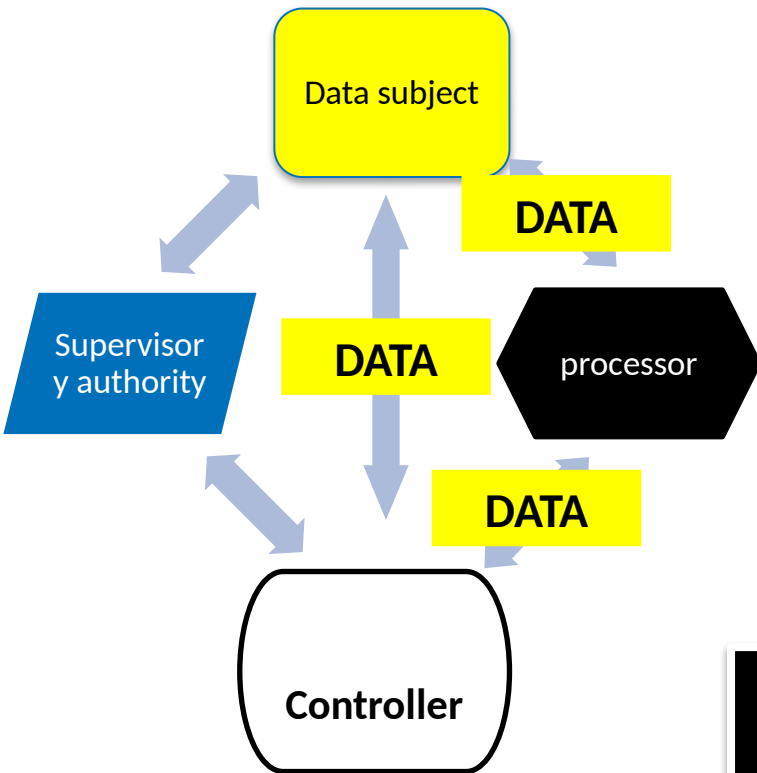 Data subject
DATA
Supervisor
y authority
DATA
processor
DATA
Controller